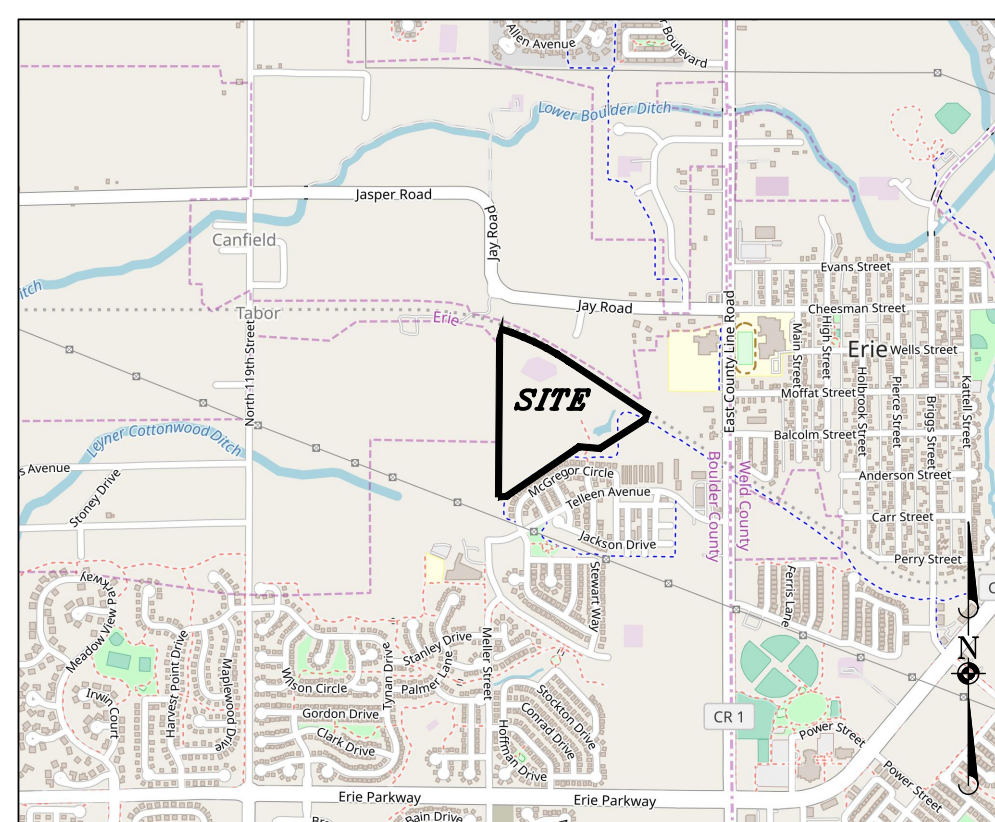 Allen Avenue
Boulevard
Lower Boulder Ditch
Jasper Road
Jay Road
Canfield
Evans Street
itch
Jay Road
Cheesman Street
Tabor
Erie
North 119th Street
East County Line Road
Main Street
High Street
Erie
Wells Street
SITE
Holbrook Street
Pierce Street
Briggs Street
Kattell Street
Moffat Street
Leyner Cottonwood Ditch
Balcolm Street
s Avenue
McGregor Circle
Anderson Street
Stoney Drive
Telleen Avenue
Boulder County
Weld County
Carr Street
Jackson Drive
Perry Street
Meadow View Parkway
Stewart Way
Ferris Lane
C
N
Harvest Point Drive
Maplewood Drive
Stanley Drive
Meller Street
Tynan Drive
Palmer Lane
Wilson Circle
Irwin Court
Stockton Drive
Gordon Drive
Conrad Drive
CR 1
Clark Drive
Hoffman Drive
Power Street
Power Street
Erie Parkway
Erie Parkway
Bain Drive